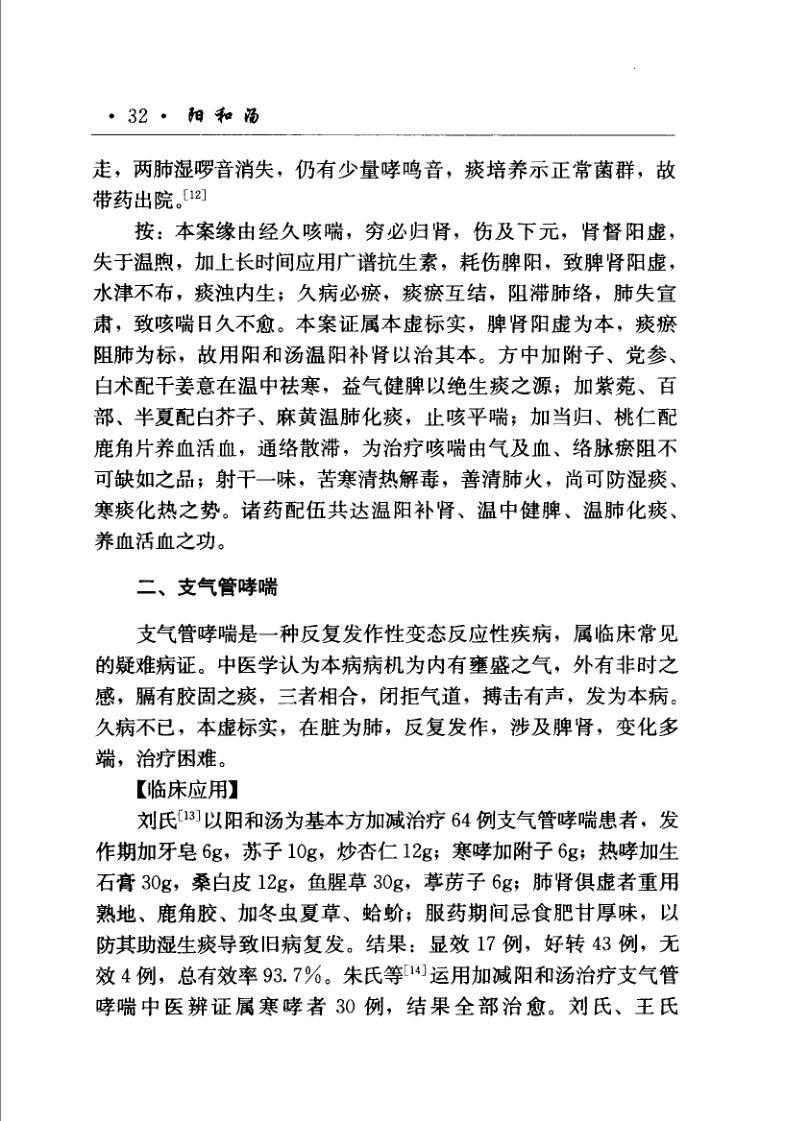 ·32· 阳和汤
走，两肺湿啰音消失，仍有少量哮鸣音，痰培养示正常菌群，故
带药出院。[12]
按：本案缘由经久咳喘，穷必归肾，伤及下元，肾督阳虚，
失于温煦，加上长时间应用广谱抗生素，耗伤脾阳，致脾肾阳虚，
水津不布，痰浊内生；久病必瘀，痰瘀互结，阻滞肺络，肺失宣
肃，致咳喘日久不愈。本案证属本虚标实，脾肾阳虚为本，痰瘀
阻肺为标，故用阳和汤温阳补肾以治其本。方中加附子、党参、
白术配干姜意在温中祛寒，益气健脾以绝生痰之源；加紫菀、百
部、半夏配白芥子、麻黄温肺化痰，止咳平喘；加当归、桃仁配
鹿角片养血活血，通络散滞，为治疗咳喘由气及血、络脉瘀阻不
可缺如之品；射干一味，苦寒清热解毒，善清肺火，尚可防湿痰、
寒痰化热之势。诸药配伍共达温阳补肾、温中健脾、温肺化痰、
养血活血之功。
二、支气管哮喘
支气管哮喘是一种反复发作性变态反应性疾病，属临床常见
的疑难病证。中医学认为本病病机为内有壅盛之气，外有非时之
感，膈有胶固之痰，三者相合，闭拒气道，搏击有声，发为本病。
久病不已，本虚标实，在脏为肺，反复发作，涉及脾肾，变化多
端，治疗困难。
【临床应用】
刘氏[13]以阳和汤为基本方加减治疗 64 例支气管哮喘患者，发
作期加牙皂 6g，苏子 10g，炒杏仁 12g；寒哮加附子 6g；热哮加生
石膏 30g，桑白皮 12g，鱼腥草 30g，葶苈子 6g；肺肾俱虚者重用
熟地、鹿角胶、加冬虫夏草、蛤蚧；服药期间忌食肥甘厚味，以
防其助湿生痰导致旧病复发。结果：显效 17 例，好转 43 例，无
效 4 例，总有效率 93.7%。朱氏等[14]运用加减阳和汤治疗支气管
哮喘中医辨证属寒哮者 30 例，结果全部治愈。刘氏、王氏